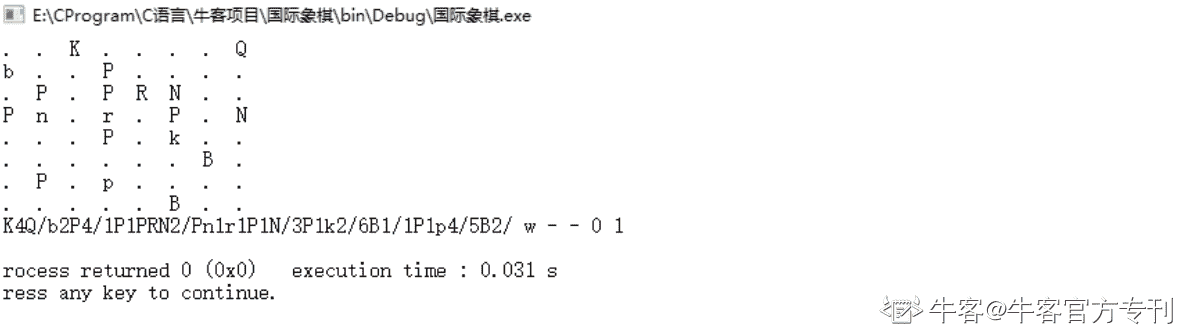 E:\CProgram\C语言\牛客项目\国际象棋\bin\Debug\国际象棋.exe
. . K . . . . Q
b . . P . . . .
. P . P R N . .
P n . r . P . N
. . . P . k . .
. . . . . . B .
. P . p . . . .
. . . . . B . .
K4Q/b2P4/1P1PRN2/Pn1r1P1N/3P1k2/6B1/1P1p4/5B2/ w - - 0 1
rocess returned 0 (0x0)   execution time : 0.031 s
ress any key to continue.
牛客@牛客官方专刊